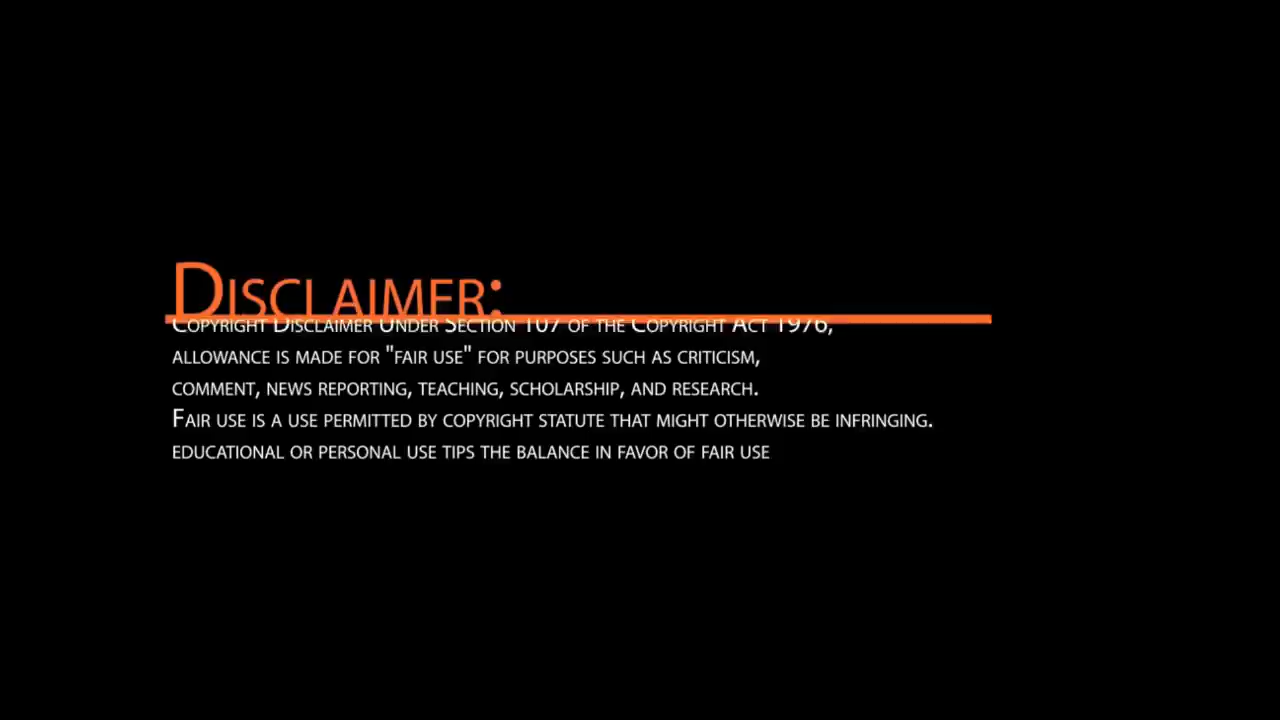 Disclaimer:
Copyright Disclaimer Under Section 107 of the Copyright Act 1976,
allowance is made for "fair use" for purposes such as criticism,
comment, news reporting, teaching, scholarship, and research.
Fair use is a use permitted by copyright statute that might otherwise be infringing.
educational or personal use tips the balance in favor of fair use